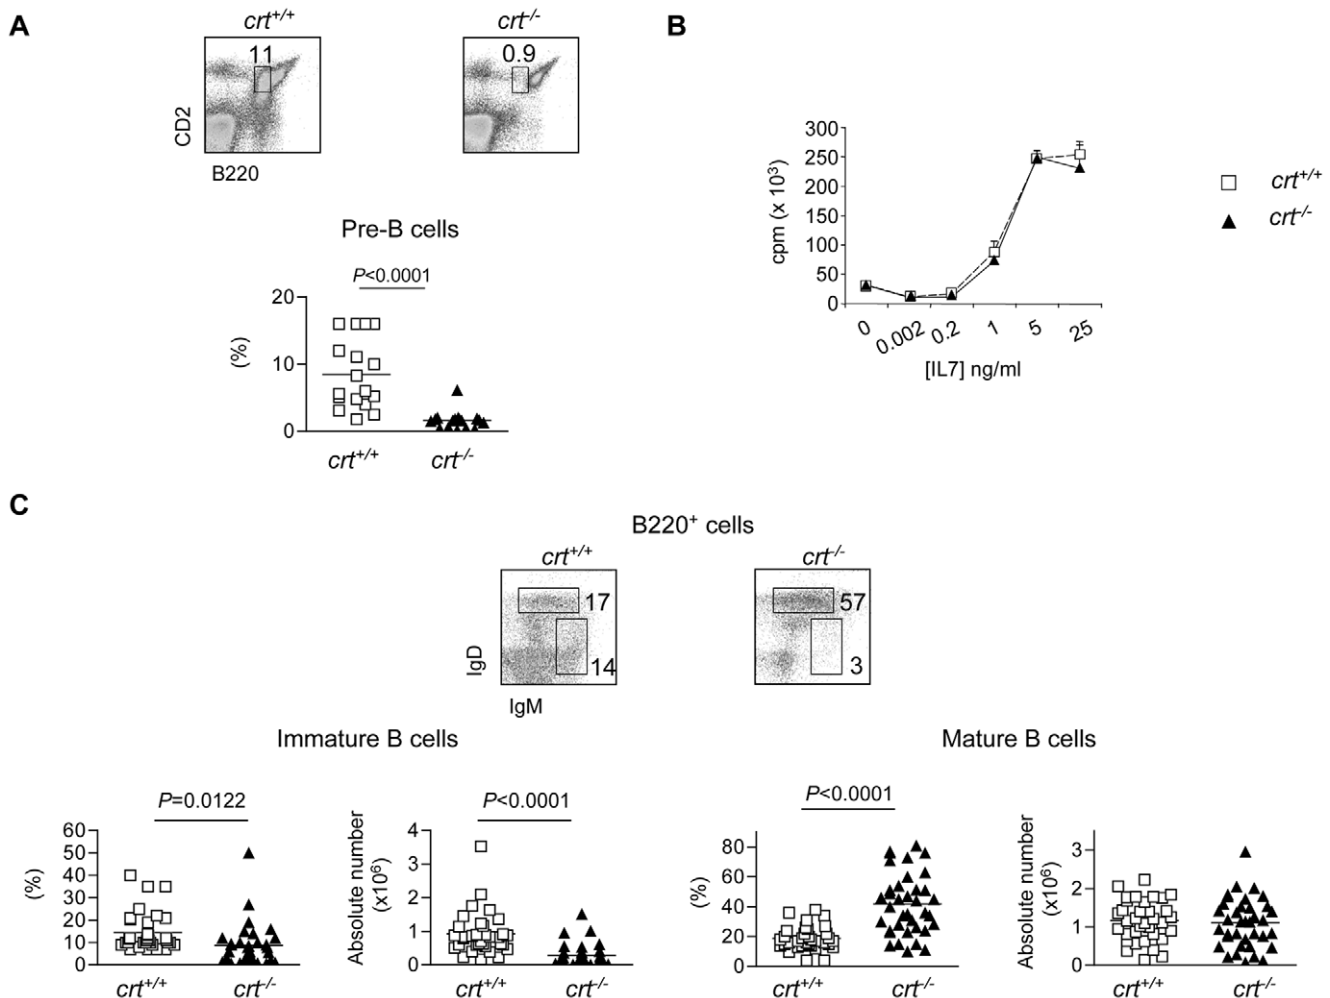 A
crt+/+
crt-/-
11
0.9
CD2
B220
Pre-B cells
P<0.0001
20
10
0
(%)
crt+/+
crt-/-
B
300
250
200
150
100
50
0
cpm (x 10³)
0
0.002
0.2
1
5
25
[IL7] ng/ml
crt+/+
crt-/-
C
B220+ cells
crt+/+
crt-/-
17
14
57
3
IgD
IgM
Immature B cells
P=0.0122
60
50
40
30
20
10
0
(%)
crt+/+
crt-/-
P<0.0001
4
3
2
1
0
Absolute number
(x10⁶)
crt+/+
crt-/-
Mature B cells
P<0.0001
80
60
40
20
0
(%)
crt+/+
crt-/-
3
2
1
0
Absolute number
(x10⁶)
crt+/+
crt-/-